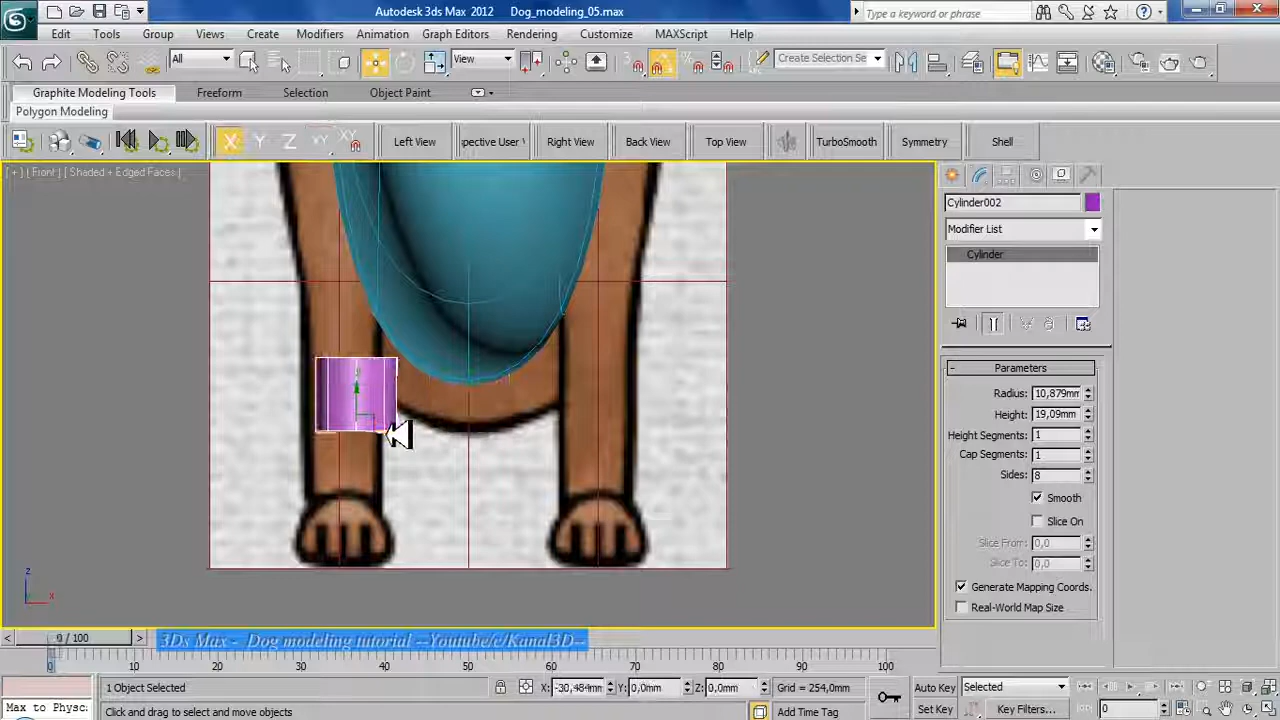 Autodesk 3ds Max 2012 Dog_modeling_05.max
Type a keyword or phrase
Edit Tools Group Views Create Modifiers Animation Graph Editors Rendering Customize MAXScript Help
All View Create Selection Se
Graphite Modeling Tools Freeform Selection Object Paint
Polygon Modeling
X Y Z XY XY Left View spective User V Right View Back View Top View TurboSmooth Symmetry Shell
[ + ] [ Front ] [ Shaded + Edged Faces ]
Cylinder002
Modifier List
Cylinder
Parameters
Radius: 10,879mm
Height: 19,09mm
Height Segments: 1
Cap Segments: 1
Sides: 8
Smooth
Slice On
Slice From: 0,0
Slice To: 0,0
Generate Mapping Coords.
Real-World Map Size
z
x
0 / 100
3Ds Max - Dog modeling tutorial --Youtube/c/Kanal3D--
0 10 20 30 40 50 60 70 80 90 100
1 Object Selected X: -30,484mm Y: 0,0mm Z: 0,0mm Grid = 254,0mm Auto Key Selected
Max to Physc: Click and drag to select and move objects Add Time Tag Set Key Key Filters... 0